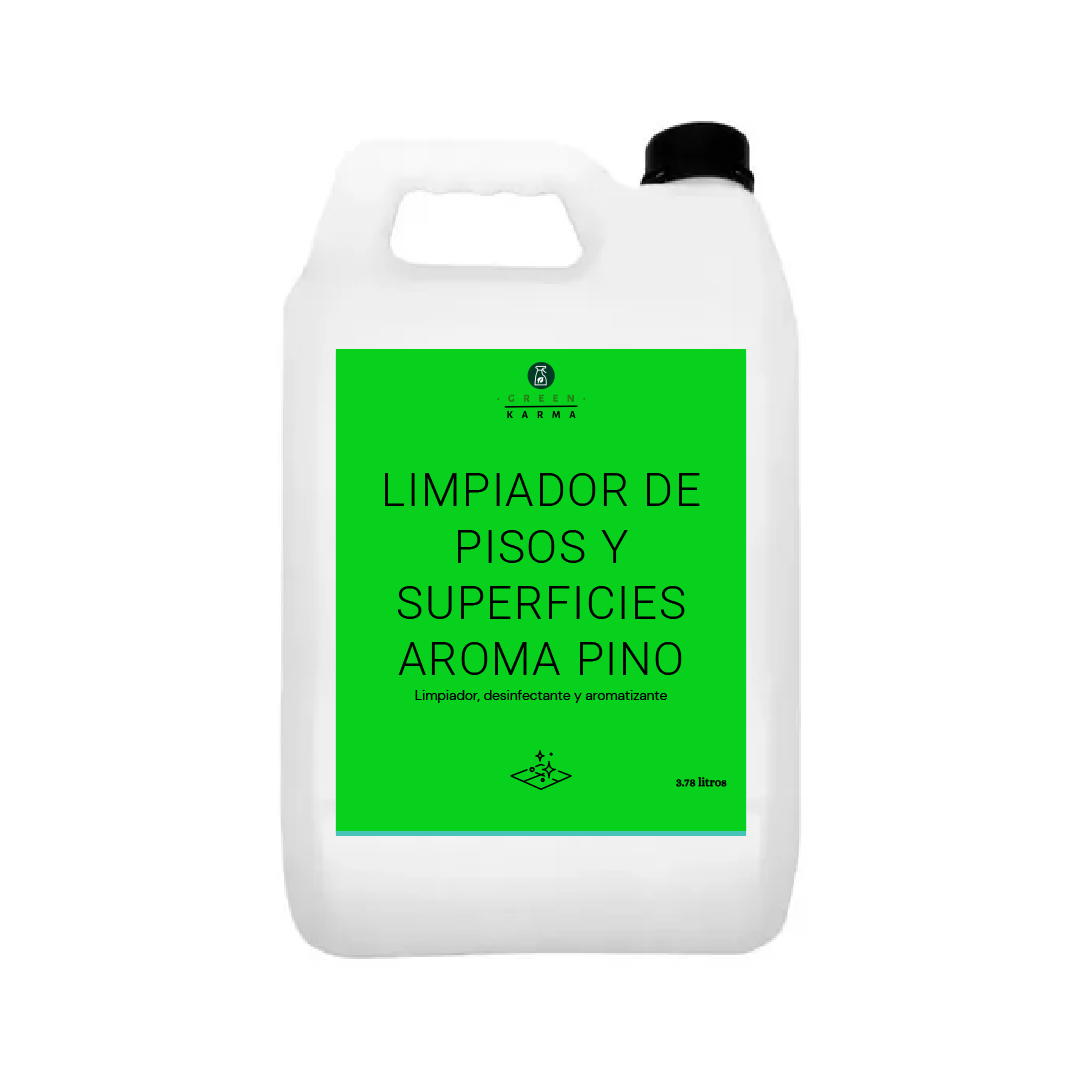 · GREEN ·
KARMA
LIMPIADOR DE
PISOS Y
SUPERFICIES
AROMA PINO
Limpiador, desinfectante y aromatizante
3.78 litros